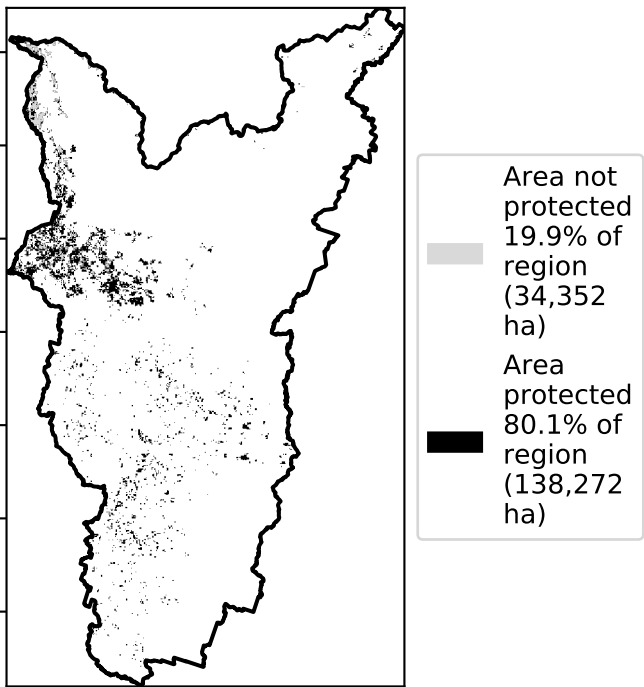 Area not
protected
19.9% of
region
(34,352
ha)
Area
protected
80.1% of
region
(138,272
ha)